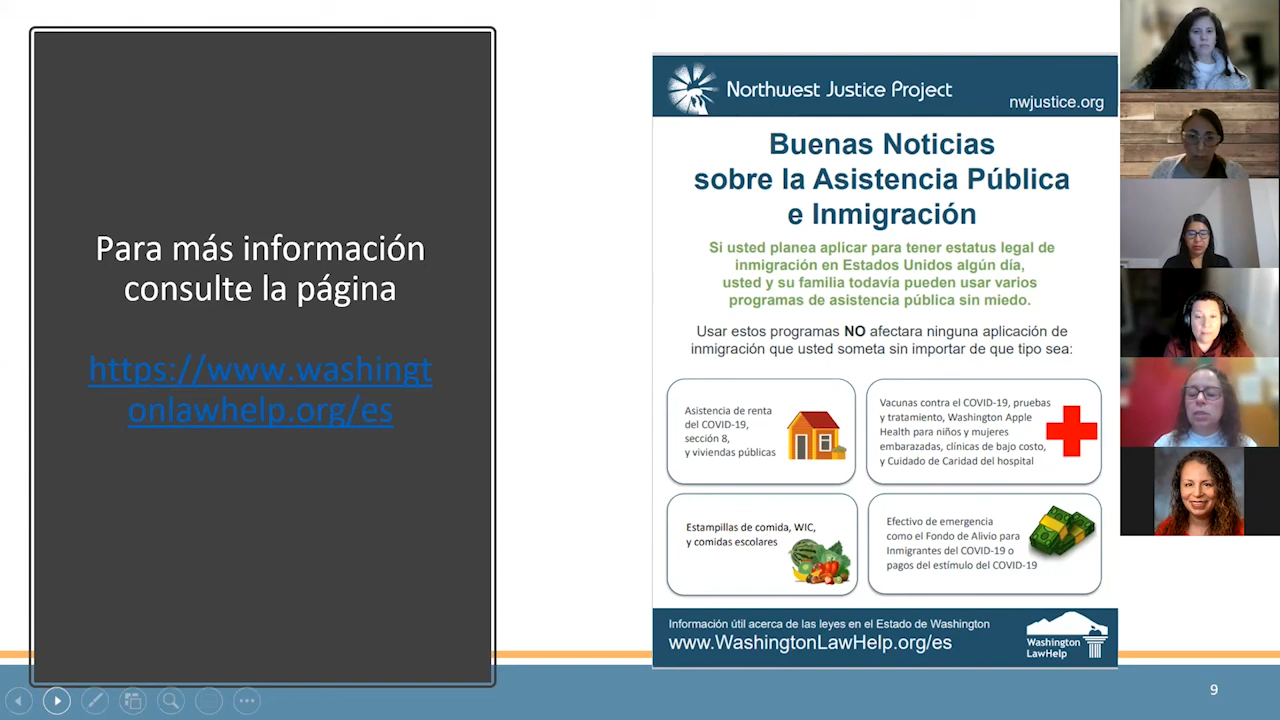 Para más información
consulte la página
https://www.washingt
onlawhelp.org/es
Northwest Justice Project
nwjustice.org
Buenas Noticias
sobre la Asistencia Pública
e Inmigración
Si usted planea aplicar para tener estatus legal de
inmigración en Estados Unidos algún día,
usted y su familia todavía pueden usar varios
programas de asistencia pública sin miedo.
Usar estos programas NO afectara ninguna aplicación de
inmigración que usted someta sin importar de que tipo sea:
Asistencia de renta
del COVID-19,
sección 8,
y viviendas públicas
Vacunas contra el COVID-19, pruebas
y tratamiento, Washington Apple
Health para niños y mujeres
embarazadas, clínicas de bajo costo,
y Cuidado de Caridad del hospital
Estampillas de comida, WIC,
y comidas escolares
Efectivo de emergencia
como el Fondo de Alivio para
Inmigrantes del COVID-19 o
pagos del estímulo del COVID-19
Información útil acerca de las leyes en el Estado de Washington
www.WashingtonLawHelp.org/es
Washington
LawHelp
9